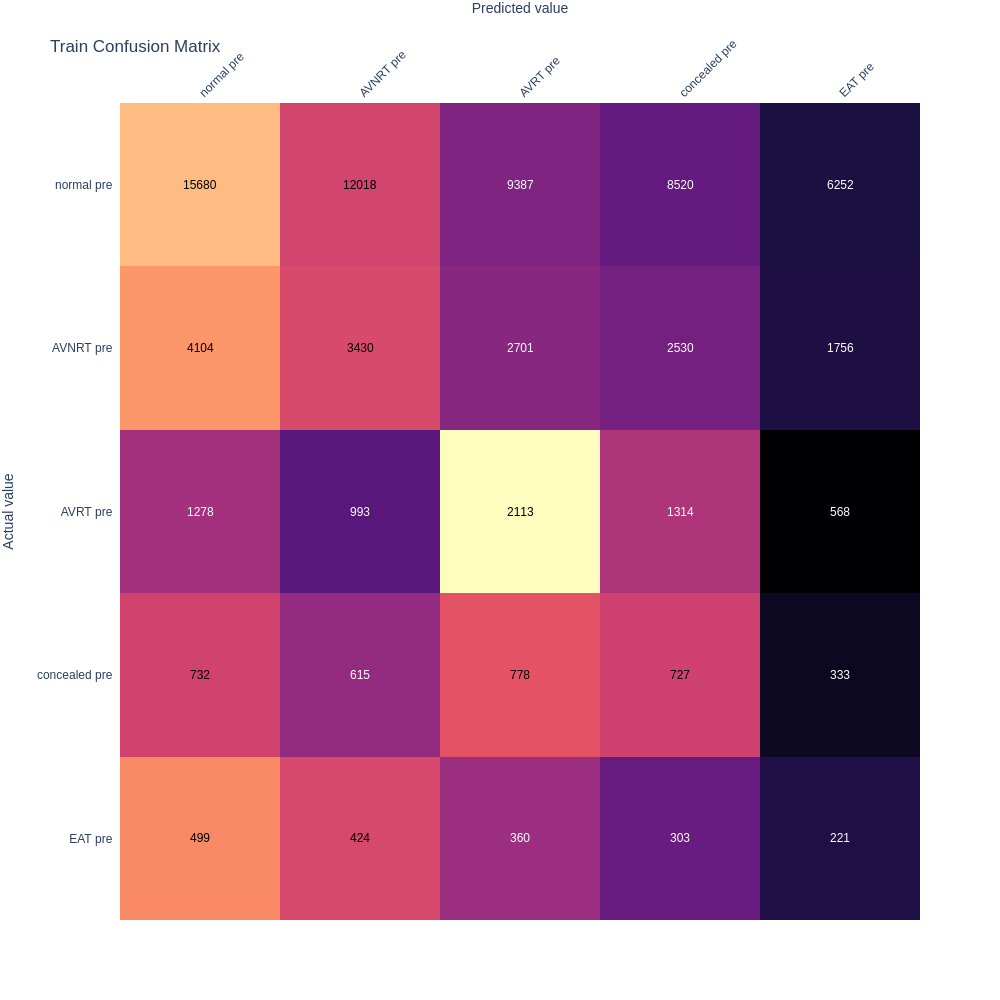 Predicted value
Train Confusion Matrix
normal pre
AVNRT pre
AVRT pre
concealed pre
EAT pre
normal pre 15680 12018 9387 8520 6252
AVNRT pre 4104 3430 2701 2530 1756
AVRT pre 1278 993 2113 1314 568
concealed pre 732 615 778 727 333
EAT pre 499 424 360 303 221
Actual value